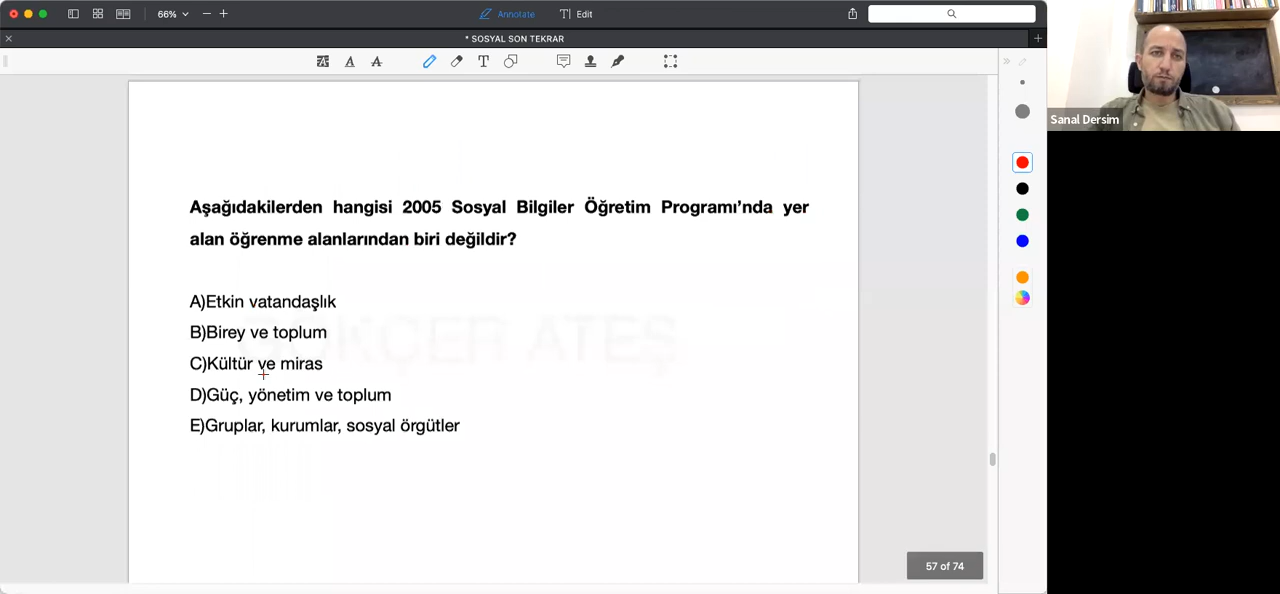 66%
Annotate
Edit
* SOSYAL SON TEKRAR
Sanal Dersim
Aşağıdakilerden hangisi 2005 Sosyal Bilgiler Öğretim Programı’nda yer
alan öğrenme alanlarından biri değildir?
A)Etkin vatandaşlık
B)Birey ve toplum
C)Kültür ve miras
D)Güç, yönetim ve toplum
E)Gruplar, kurumlar, sosyal örgütler
57 of 74